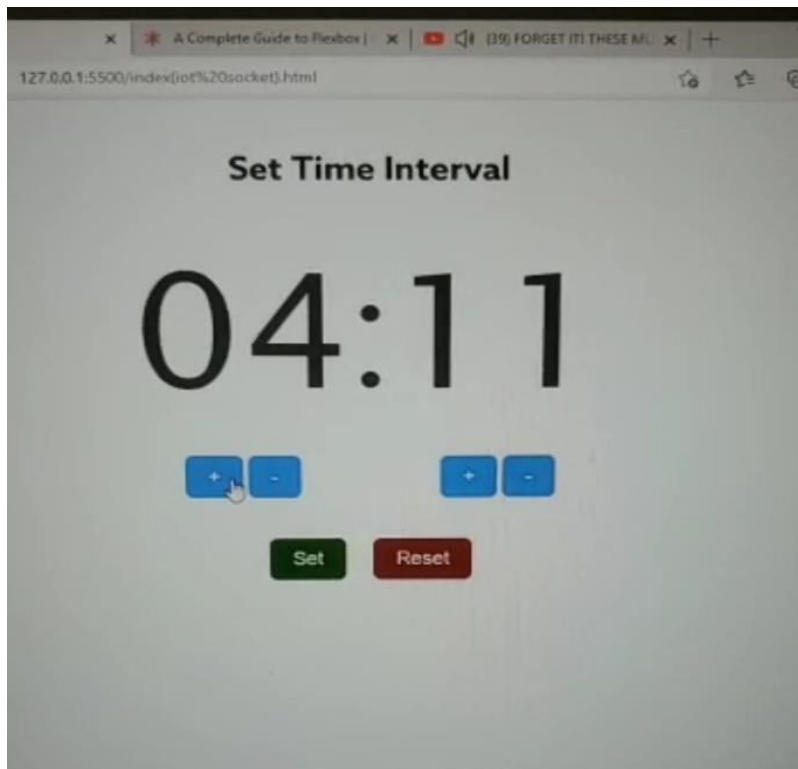 A Complete Guide to Flexbox |
(39) FORGET IT! THESE
127.0.0.1:5500/index(iot%20socket).html
Set Time Interval
04:11
+ - + -
Set Reset